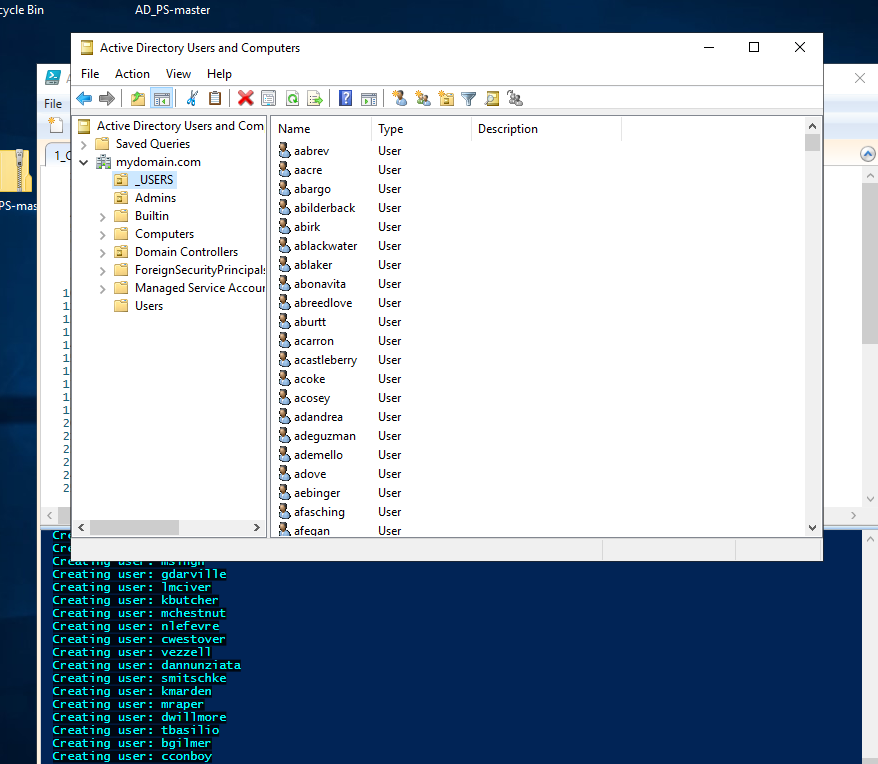 cycle Bin
AD_PS-master
Active Directory Users and Computers
File Action View Help
File
PS-mas
Active Directory Users and Com
Saved Queries
mydomain.com
_USERS
Admins
Builtin
Computers
Domain Controllers
ForeignSecurityPrincipals
Managed Service Accoun
Users
Name Type Description
aabrev User
aacre User
abargo User
abilderback User
abirk User
ablackwater User
ablaker User
abonavita User
abreedlove User
aburtt User
acarron User
acastleberry User
acoke User
acosey User
adandrea User
adeguzman User
ademello User
adove User
aebinger User
afasching User
afegan User
Creating user: msingh
Creating user: gdarville
Creating user: lmciver
Creating user: kbutcher
Creating user: mchestnut
Creating user: nlefevre
Creating user: cwestover
Creating user: vezzell
Creating user: dannunziata
Creating user: smitschke
Creating user: kmarden
Creating user: mraper
Creating user: dwillmore
Creating user: tbasilio
Creating user: bgilmer
Creating user: cconboy